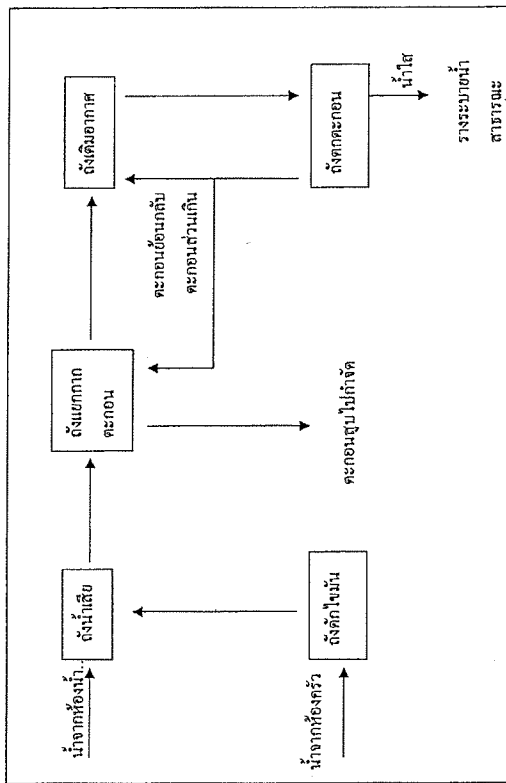 น้ำจากห้องน้ำ..
ถังน้ำเสีย
ถังแยกกาก
ตะกอน
ถังเติมอากาศ
ตะกอนย้อนกลับ
ตะกอนส่วนเกิน
น้ำจากห้องครัว
ถังดักไขมัน
ตะกอนสูบไปกำจัด
ถังตกตะกอน
น้ำใส
รางระบายน้ำ
สาธารณะ